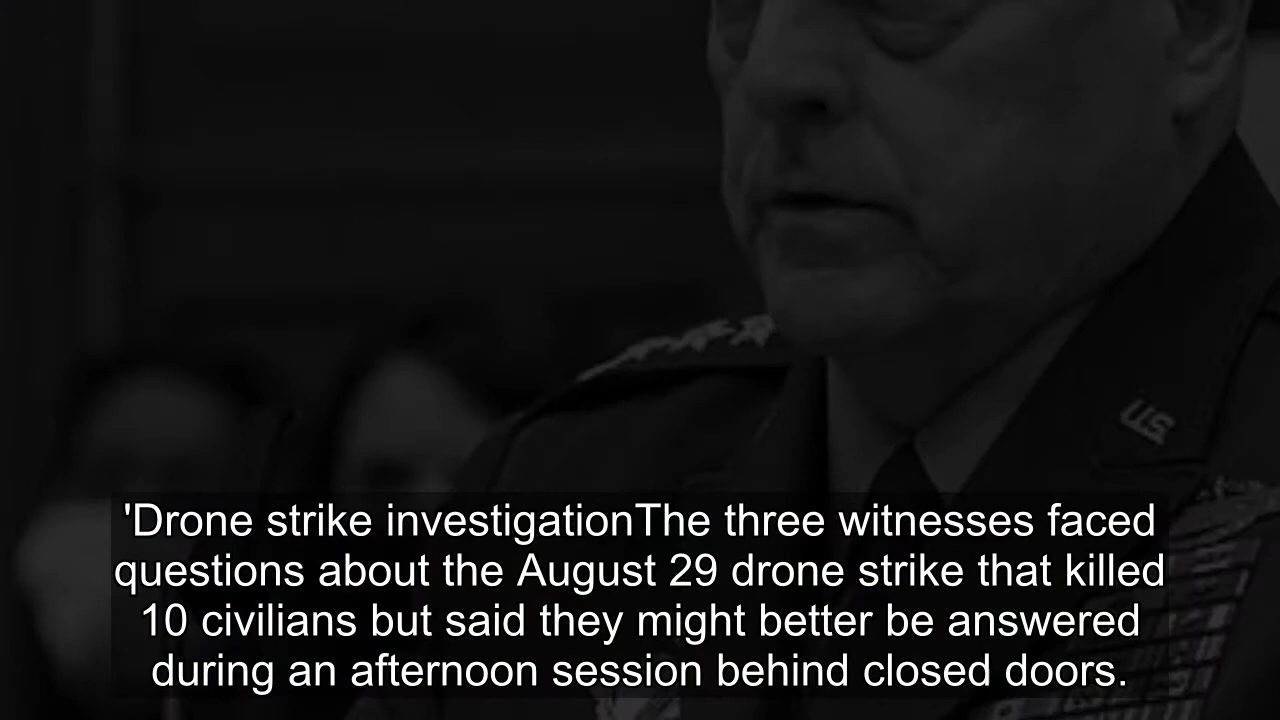 U.S.
'Drone strike investigationThe three witnesses faced
questions about the August 29 drone strike that killed
10 civilians but said they might better be answered
during an afternoon session behind closed doors.